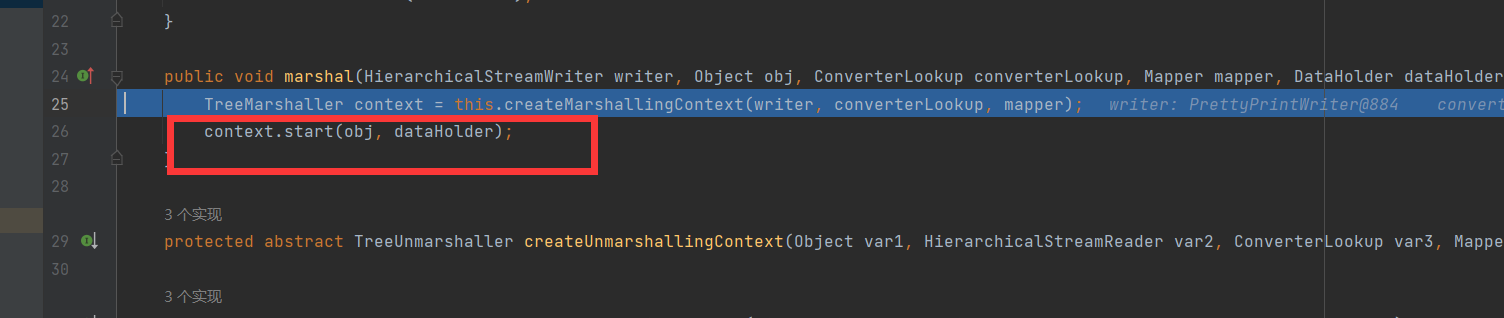 22 }
23
24 public void marshal(HierarchicalStreamWriter writer, Object obj, ConverterLookup converterLookup, Mapper mapper, DataHolder dataHolder
25 TreeMarshaller context = this.createMarshallingContext(writer, converterLookup, mapper); writer: PrettyPrintWriter@884 convert
26 context.start(obj, dataHolder);
27 }
28
3 个实现
29 protected abstract TreeUnmarshaller createUnmarshallingContext(Object var1, HierarchicalStreamReader var2, ConverterLookup var3, Mappe
30
3 个实现